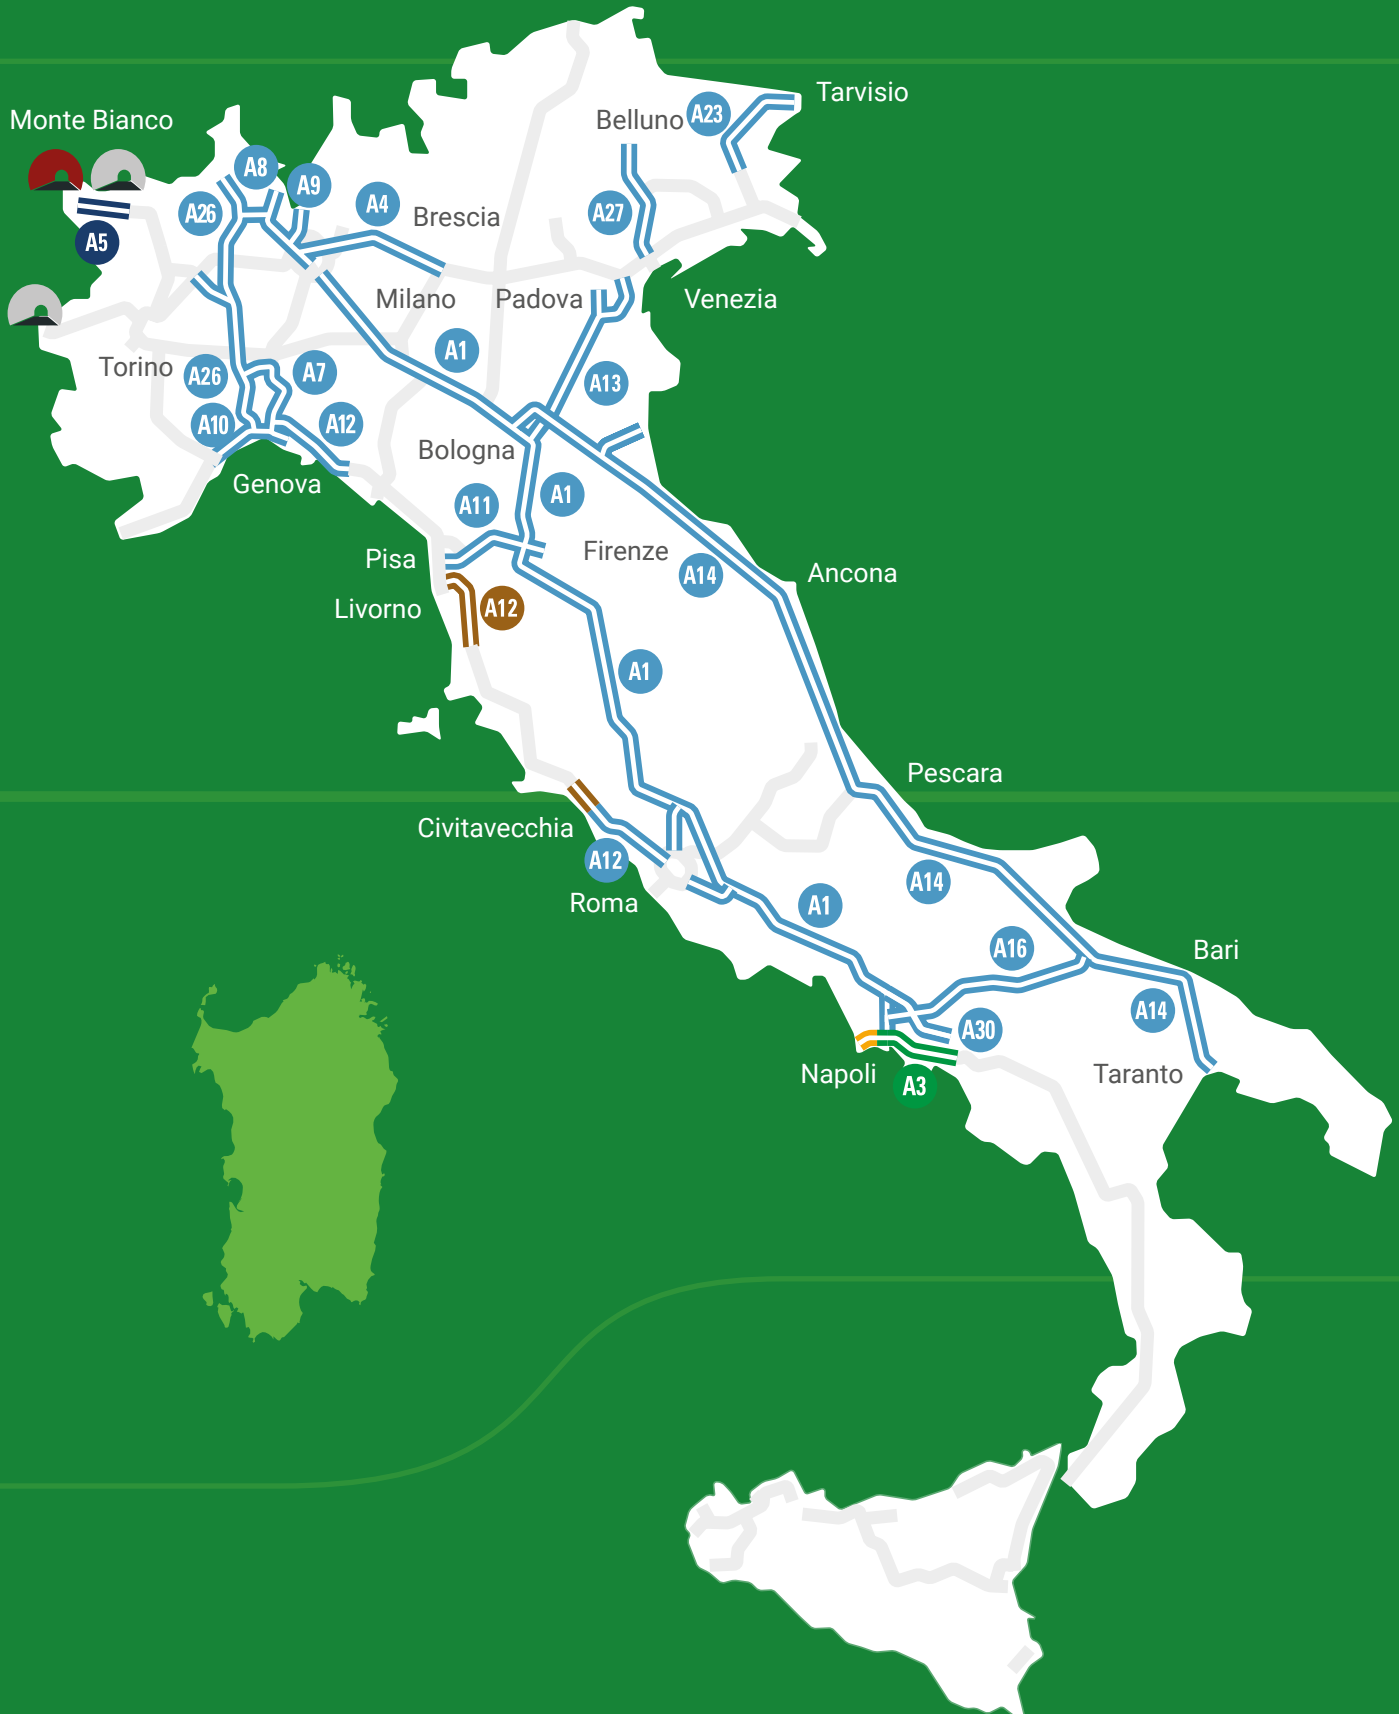 Tarvisio
A23
Belluno
Monte Bianco
A8
A9
A4
A26
A27
Brescia
A5
Milano
Padova
Venezia
A1
Torino
A26
A7
A13
A10
A12
Bologna
Genova
A11
A1
Firenze
Pisa
A14
Ancona
Livorno
A12
A1
Pescara
Civitavecchia
A12
Roma
A14
A1
A16
Bari
A14
A30
Napoli
A3
Taranto